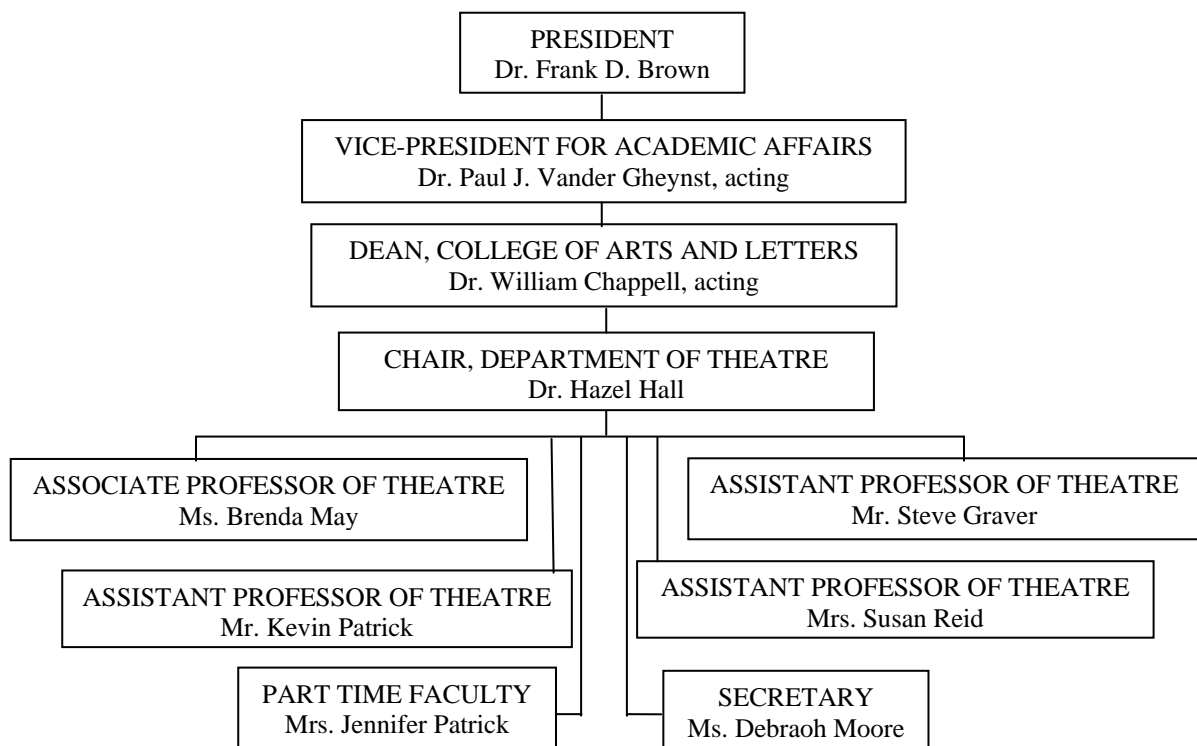 PRESIDENT
Dr. Frank D. Brown
VICE-PRESIDENT FOR ACADEMIC AFFAIRS
Dr. Paul J. Vander Gheynst, acting
DEAN, COLLEGE OF ARTS AND LETTERS
Dr. William Chappell, acting
CHAIR, DEPARTMENT OF THEATRE
Dr. Hazel Hall
ASSOCIATE PROFESSOR OF THEATRE
Ms. Brenda May
ASSISTANT PROFESSOR OF THEATRE
Mr. Steve Graver
ASSISTANT PROFESSOR OF THEATRE
Mr. Kevin Patrick
ASSISTANT PROFESSOR OF THEATRE
Mrs. Susan Reid
PART TIME FACULTY
Mrs. Jennifer Patrick
SECRETARY
Ms. Debraoh Moore